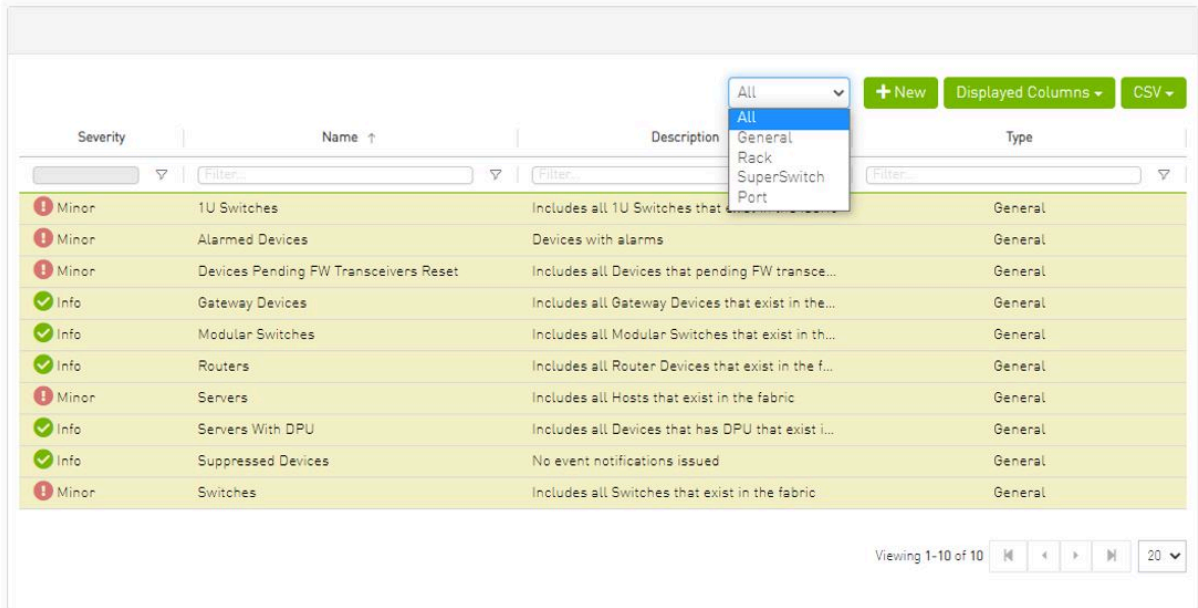 All
+ New
Displayed Columns
CSV
All
General
Rack
SuperSwitch
Port
Severity
Name ↑
Description
Type
Filter...
Filter...
Filter...
Minor 1U Switches Includes all 1U Switches that General
Minor Alarmed Devices Devices with alarms General
Minor Devices Pending FW Transceivers Reset Includes all Devices that pending FW transce... General
Info Gateway Devices Includes all Gateway Devices that exist in the... General
Info Modular Switches Includes all Modular Switches that exist in th... General
Info Routers Includes all Router Devices that exist in the f... General
Minor Servers Includes all Hosts that exist in the fabric General
Info Servers With DPU Includes all Devices that has DPU that exist i... General
Info Suppressed Devices No event notifications issued General
Minor Switches Includes all Switches that exist in the fabric General
Viewing 1-10 of 10
20